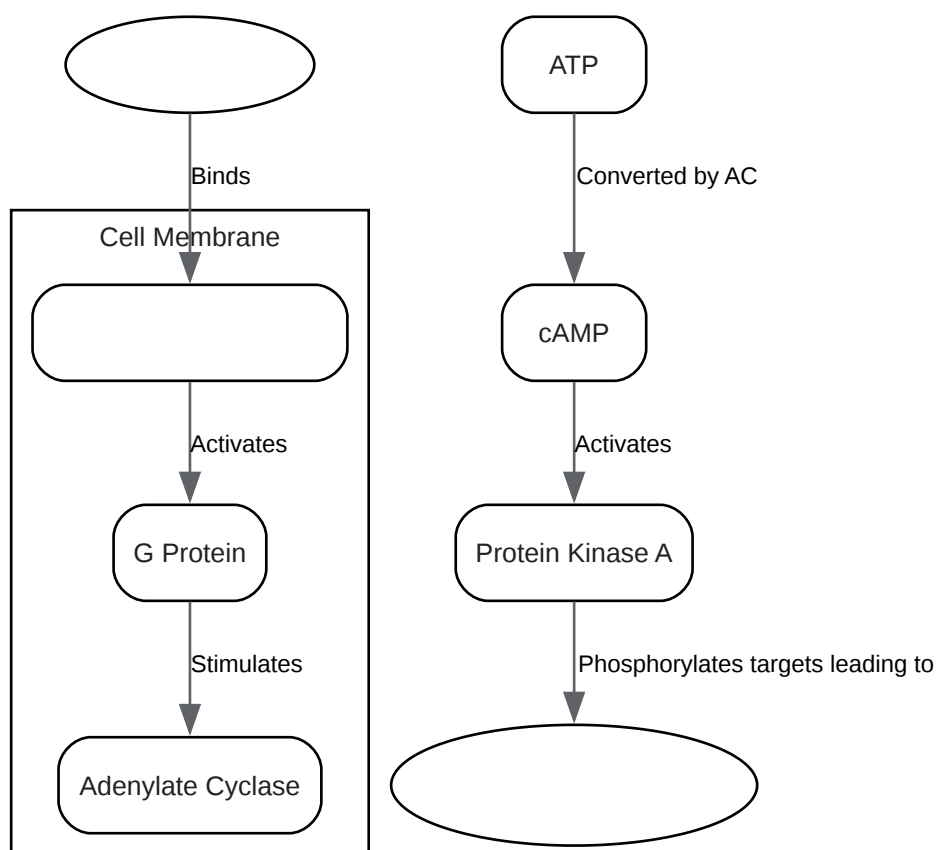 ATP
Binds
Converted by AC
Cell Membrane
cAMP
Activates
Activates
G Protein
Protein Kinase A
Stimulates
Phosphorylates targets leading to
Adenylate Cyclase